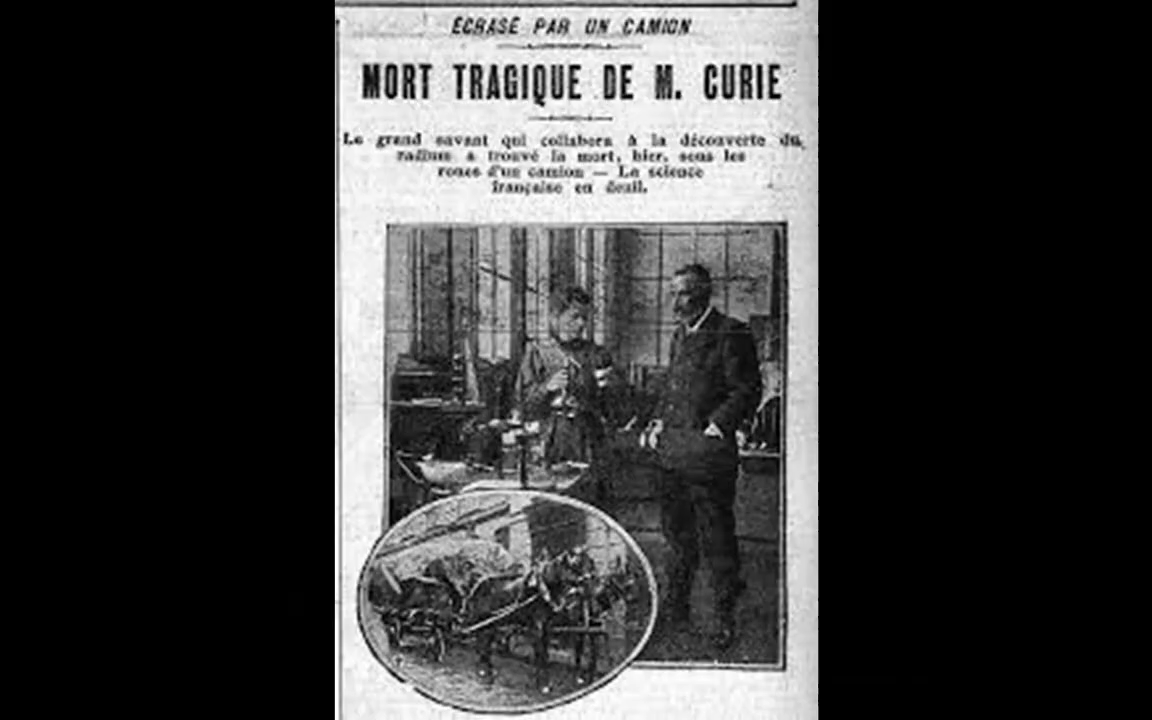 ÉCRASÉ PAR UN CAMION
MORT TRAGIQUE DE M. CURIE
Le grand savant qui collabora à la découverte du
radium a trouvé la mort, hier, sous les
roues d'un camion — La science
française en deuil.